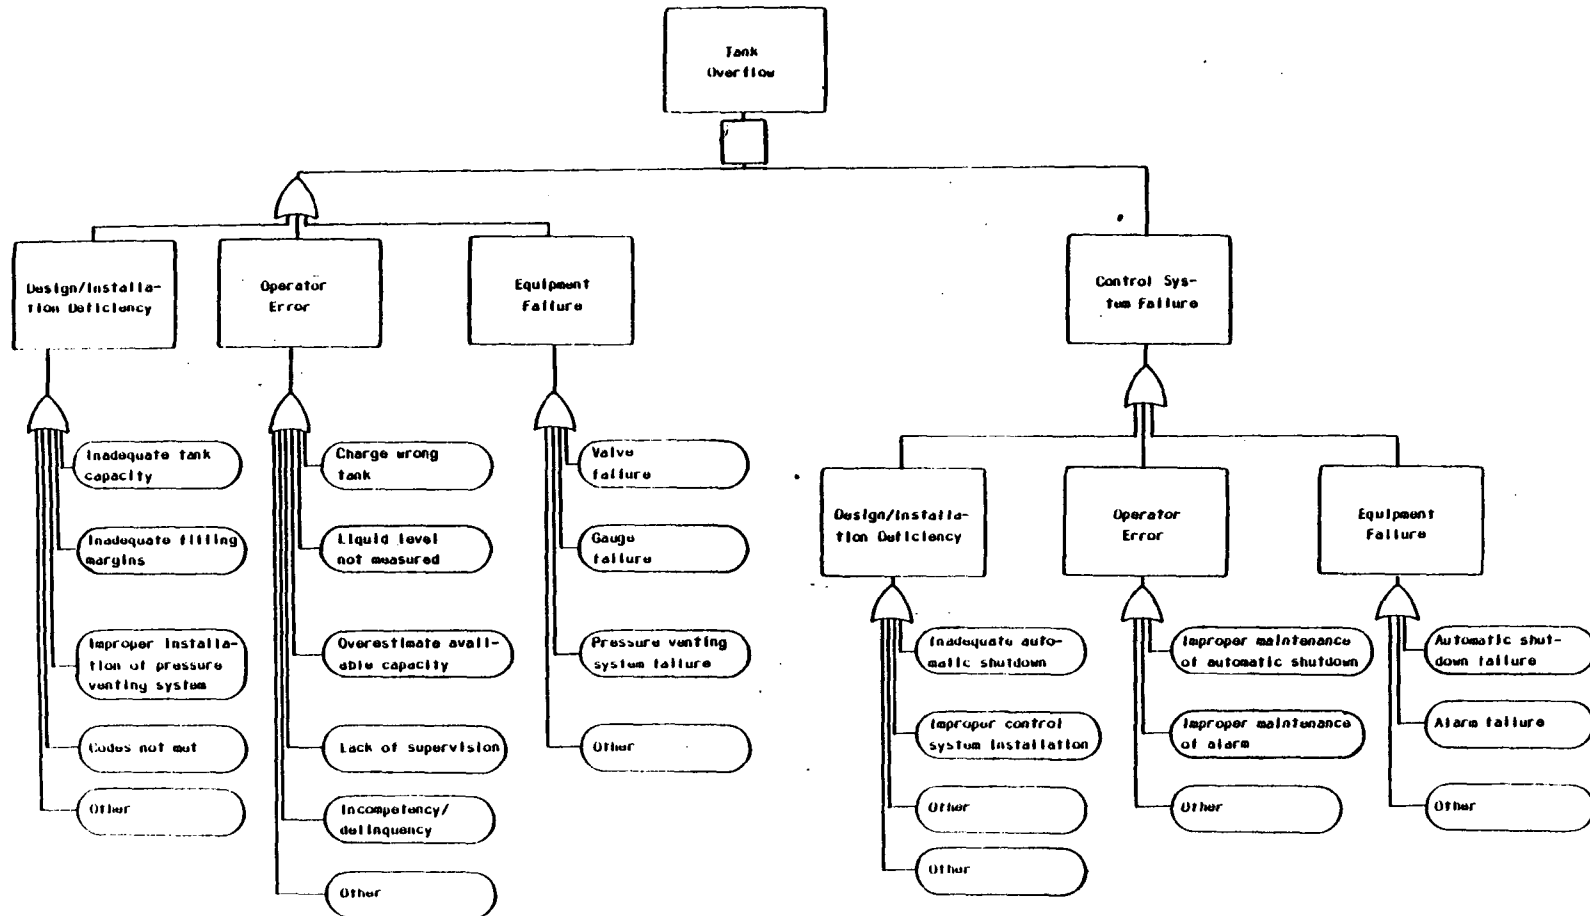 Tank
Overflow
Design/Installa-
tion Deficiency
Operator
Error
Equipment
Failure
Control Sys-
tem Failure
Inadequate tank
capacity
Inadequate filling
margins
Improper installa-
tion of pressure
venting system
Codes not met
Other
Charge wrong
tank
Liquid level
not measured
Overestimate avail-
able capacity
Lack of supervision
Incompetency/
delinquency
Other
Valve
failure
Gauge
failure
Pressure venting
system failure
Other
Design/Installa-
tion Deficiency
Operator
Error
Equipment
Failure
Inadequate auto-
matic shutdown
Improper control
system installation
Other
Other
Improper maintenance
of automatic shutdown
Improper maintenance
of alarm
Other
Automatic shut-
down failure
Alarm failure
Other